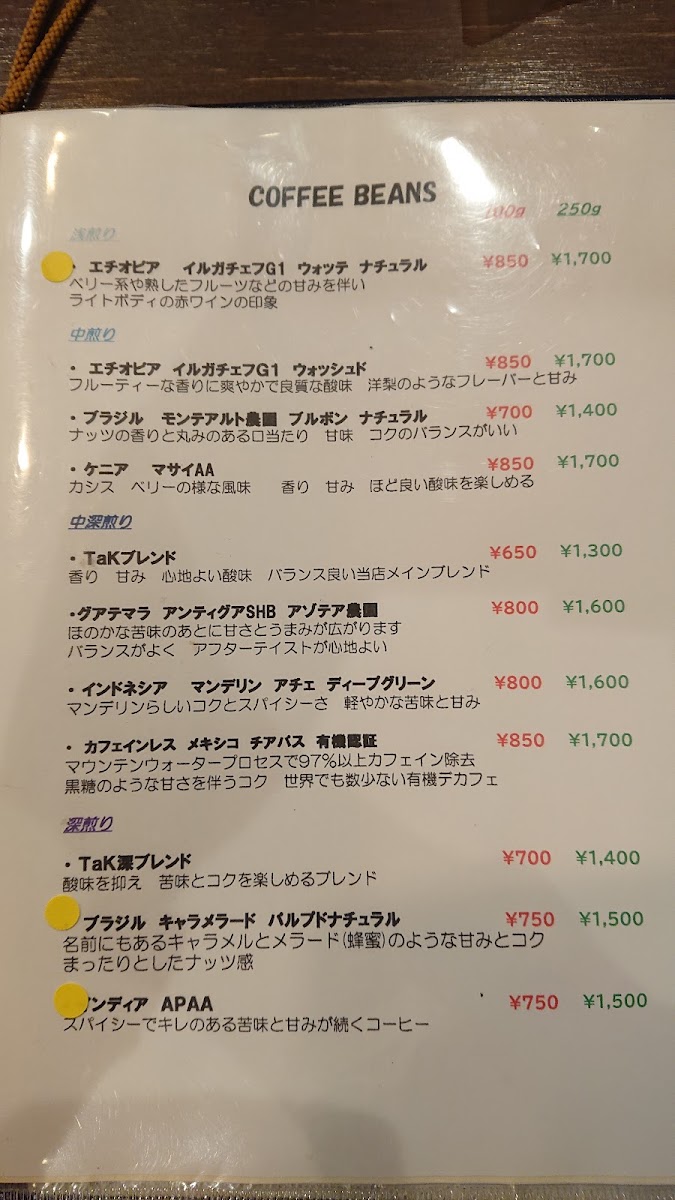 COFFEE BEANS
100g 250g
浅煎り
・ エチオピア イルガチェフG1 ウォッテ ナチュラル ¥850 ¥1,700
ベリー系や熟したフルーツなどの甘みを伴い
ライトボディの赤ワインの印象
中煎り
・ エチオピア イルガチェフG1 ウォッシュド ¥850 ¥1,700
フルーティーな香りに爽やかで良質な酸味 洋梨のようなフレーバーと甘み
・ブラジル モンテアルト農園 ブルボン ナチュラル ¥700 ¥1,400
ナッツの香りと丸みのある口当たり 甘味 コクのバランスがいい
・ケニア マサイAA ¥850 ¥1,700
カシス ベリーの様な風味 香り 甘み ほど良い酸味を楽しめる
中深煎り
・TaKブレンド ¥650 ¥1,300
香り 甘み 心地よい酸味 バランス良い当店メインブレンド
・グアテマラ アンティグアSHB アゾテア農園 ¥800 ¥1,600
ほのかな苦味のあとに甘さとうまみが広がります
バランスがよく アフターテイストが心地よい
・インドネシア マンデリン アチェ ディープグリーン ¥800 ¥1,600
マンデリンらしいコクとスパイシーさ 軽やかな苦味と甘み
・ カフェインレス メキシコ チアパス 有機認証 ¥850 ¥1,700
マウンテンウォータープロセスで97%以上カフェイン除去
黒糖のような甘さを伴うコク 世界でも数少ない有機デカフェ
深煎り
・TaK深ブレンド ¥700 ¥1,400
酸味を抑え 苦味とコクを楽しめるブレンド
ブラジル キャラメラード パルプドナチュラル ¥750 ¥1,500
名前にもあるキャラメルとメラード(蜂蜜)のような甘みとコク
まったりとしたナッツ感
ンディア APAA ¥750 ¥1,500
スパイシーでキレのある苦味と甘みが続くコーヒー